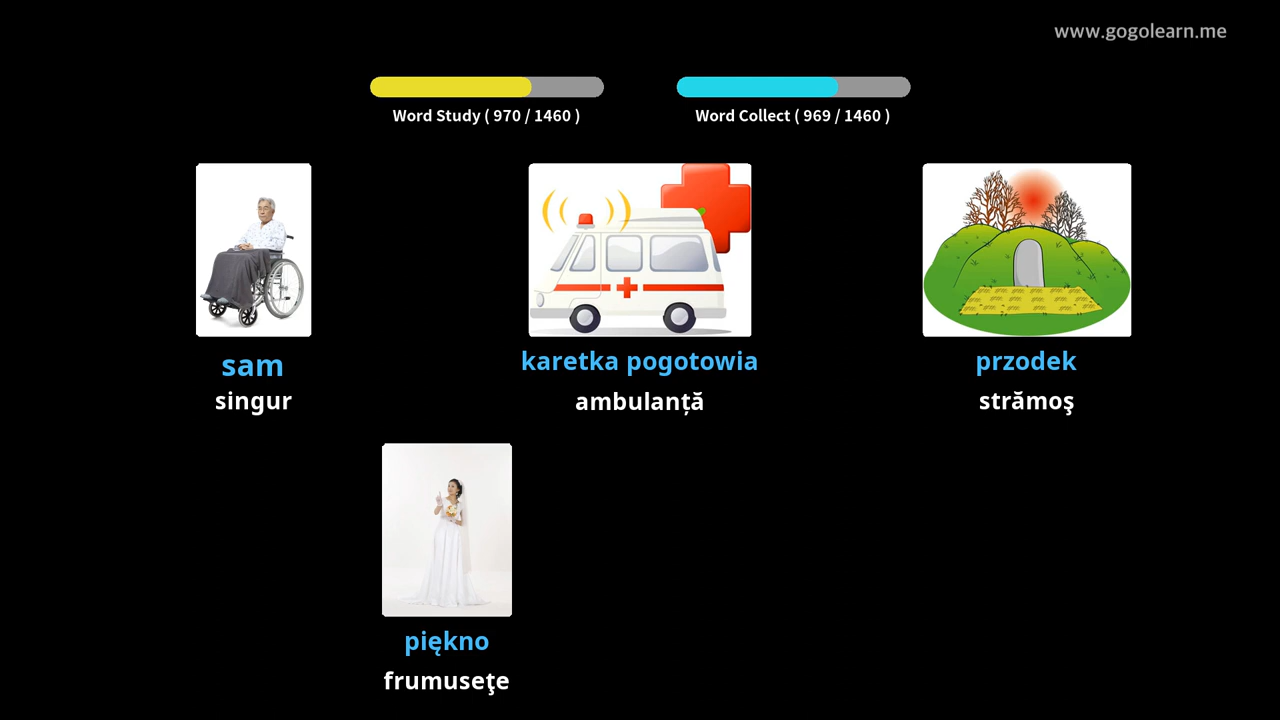 www.gogolearn.me
Word Study ( 970 / 1460 )
Word Collect ( 969 / 1460 )
sam
singur
karetka pogotowia
ambulanță
przodek
strămoş
piękno
frumuseţe